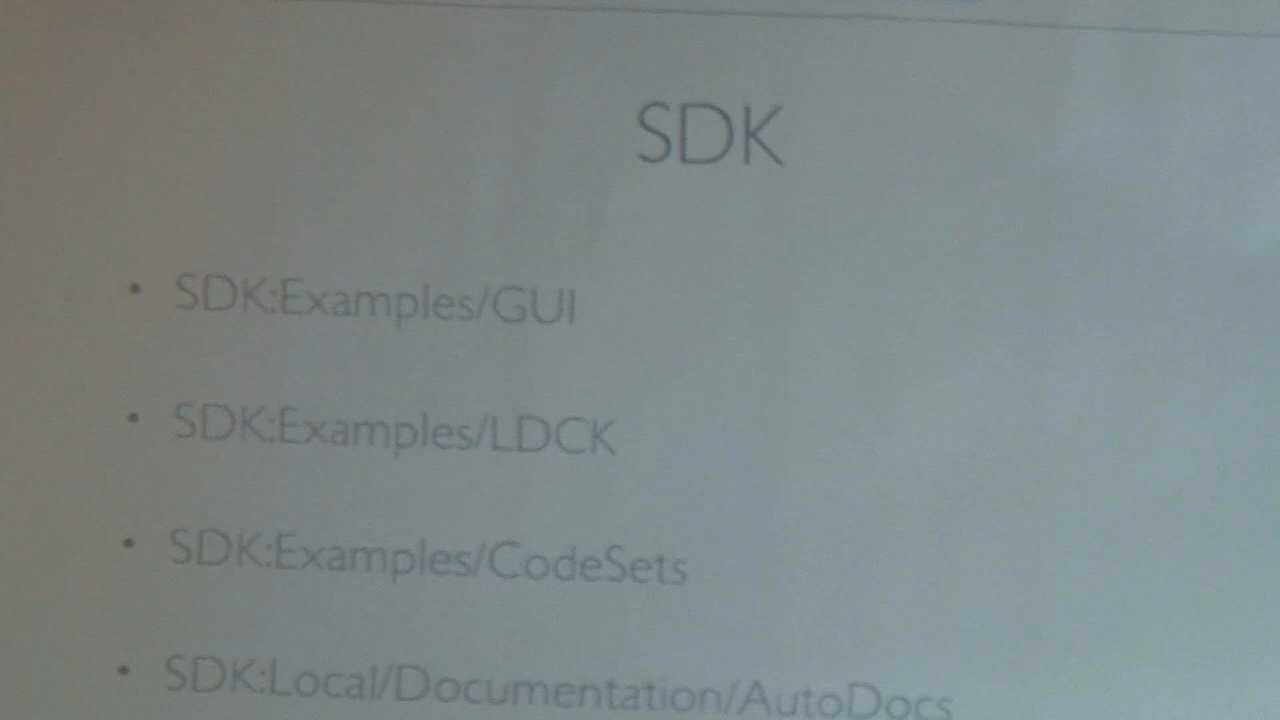 SDK
• SDK:Examples/GUI
• SDK:Examples/LDCK
• SDK:Examples/CodeSets
• SDK:Local/Documentation/AutoDocs